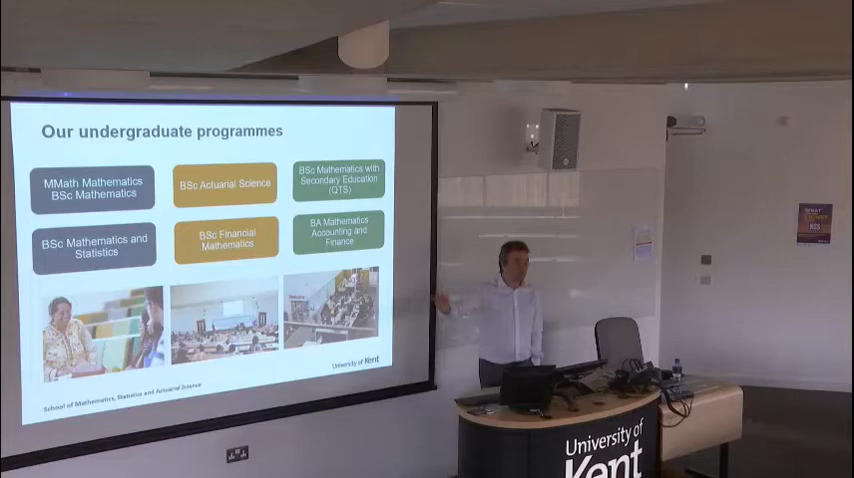 Our undergraduate programmes
MMath Mathematics
BSc Mathematics
BSc Actuarial Science
BSc Mathematics with
Secondary Education
(QTS)
BSc Mathematics and
Statistics
BSc Financial
Mathematics
BA Mathematics
Accounting and
Finance
University of Kent
School of Mathematics, Statistics and Actuarial Science
WHAT
NSS
University of
Kent